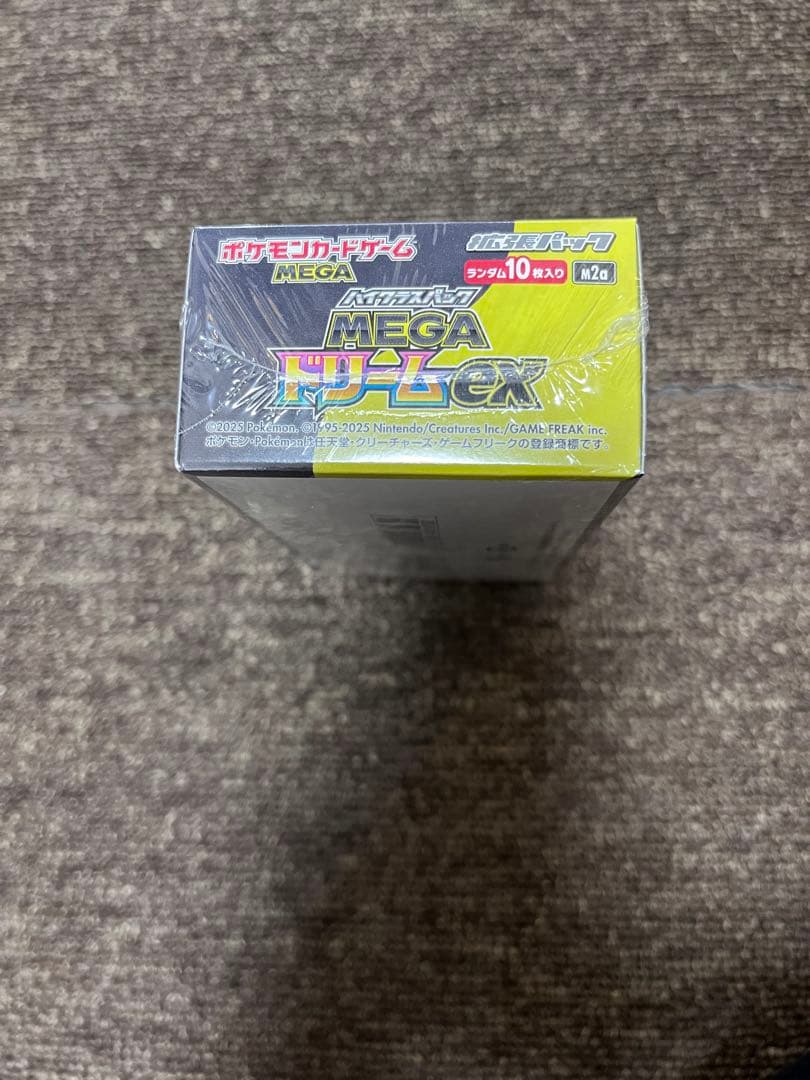 ポケモンカードゲーム 拡張パック
MEGA ランダム10枚入り M2a
ハイクラスパック
MEGA
ドリームex
©2025 Pokémon. ©1995-2025 Nintendo/Creatures Inc./GAME FREAK inc.
ポケモン・Pokémonは任天堂・クリーチャーズ・ゲームフリークの登録商標です。